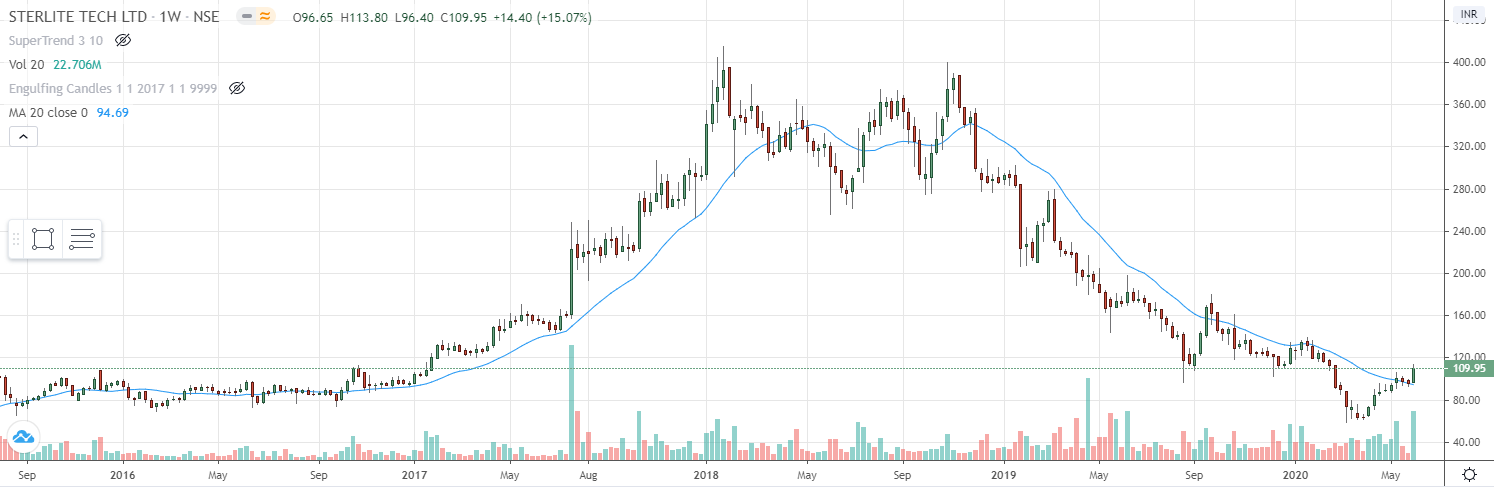 STERLITE TECH LTD · 1W · NSE O96.65 H113.80 L96.40 C109.95 +14.40 (+15.07%)
SuperTrend 3 10
Vol 20 22.706M
Engulfing Candles 1 1 2017 1 1 9999
MA 20 close 0 94.69
INR
400.00
360.00
320.00
280.00
240.00
200.00
160.00
120.00
109.95
80.00
40.00
Sep 2016 May Sep 2017 May Aug 2018 May Sep 2019 May Sep 2020 May